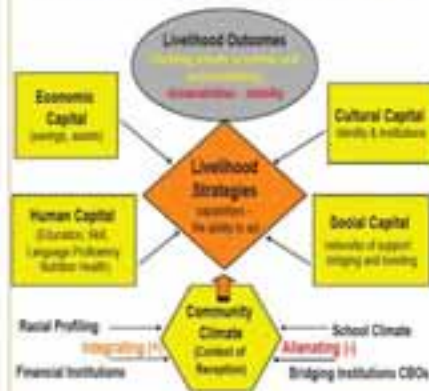 Livelihood Outcomes
Economic
Capital
(savings, assets)
Cultural Capital
identity & institutions
Livelihood
Strategies
capacities -
the ability to act
Human Capital
(Education, Skill,
Language Proficiency
Nutrition Health)
Social Capital
networks of support
bridging and bonding
Community
Climate
(Context of
Reception)
Racial Profiling
School Climate
Integrating (+)
Alienating (-)
Financial Institutions
Bridging Institutions CBOs